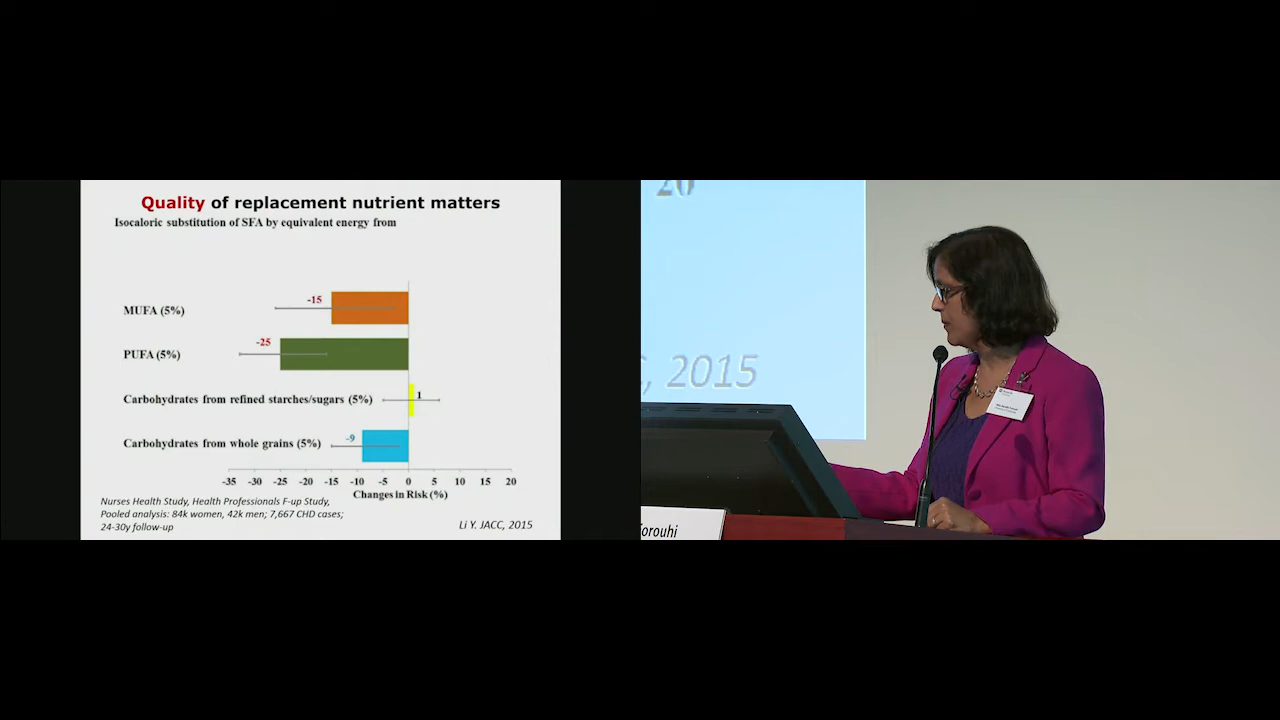 Quality of replacement nutrient matters
Isocaloric substitution of SFA by equivalent energy from
MUFA (5%)
-15
PUFA (5%)
-25
Carbohydrates from refined starches/sugars (5%)
1
Carbohydrates from whole grains (5%)
-9
-35 -30 -25 -20 -15 -10 -5 0 5 10 15 20
Changes in Risk (%)
Nurses Health Study, Health Professionals F-up Study,
Pooled analysis: 84k women, 42k men; 7,667 CHD cases;
24-30y follow-up
Li Y. JACC, 2015
20
, 2015
Forouhi